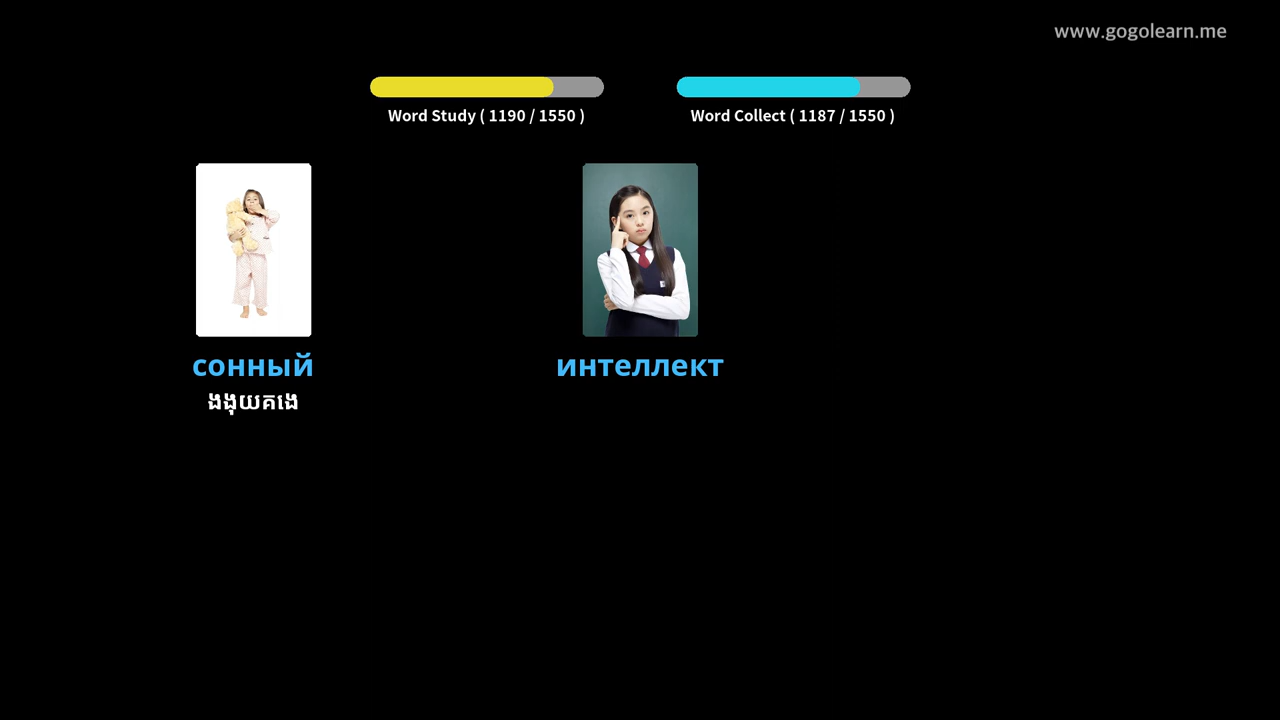 www.gogolearn.me
Word Study ( 1190 / 1550 )
Word Collect ( 1187 / 1550 )
сонный
ងងុយគងេ
интеллект